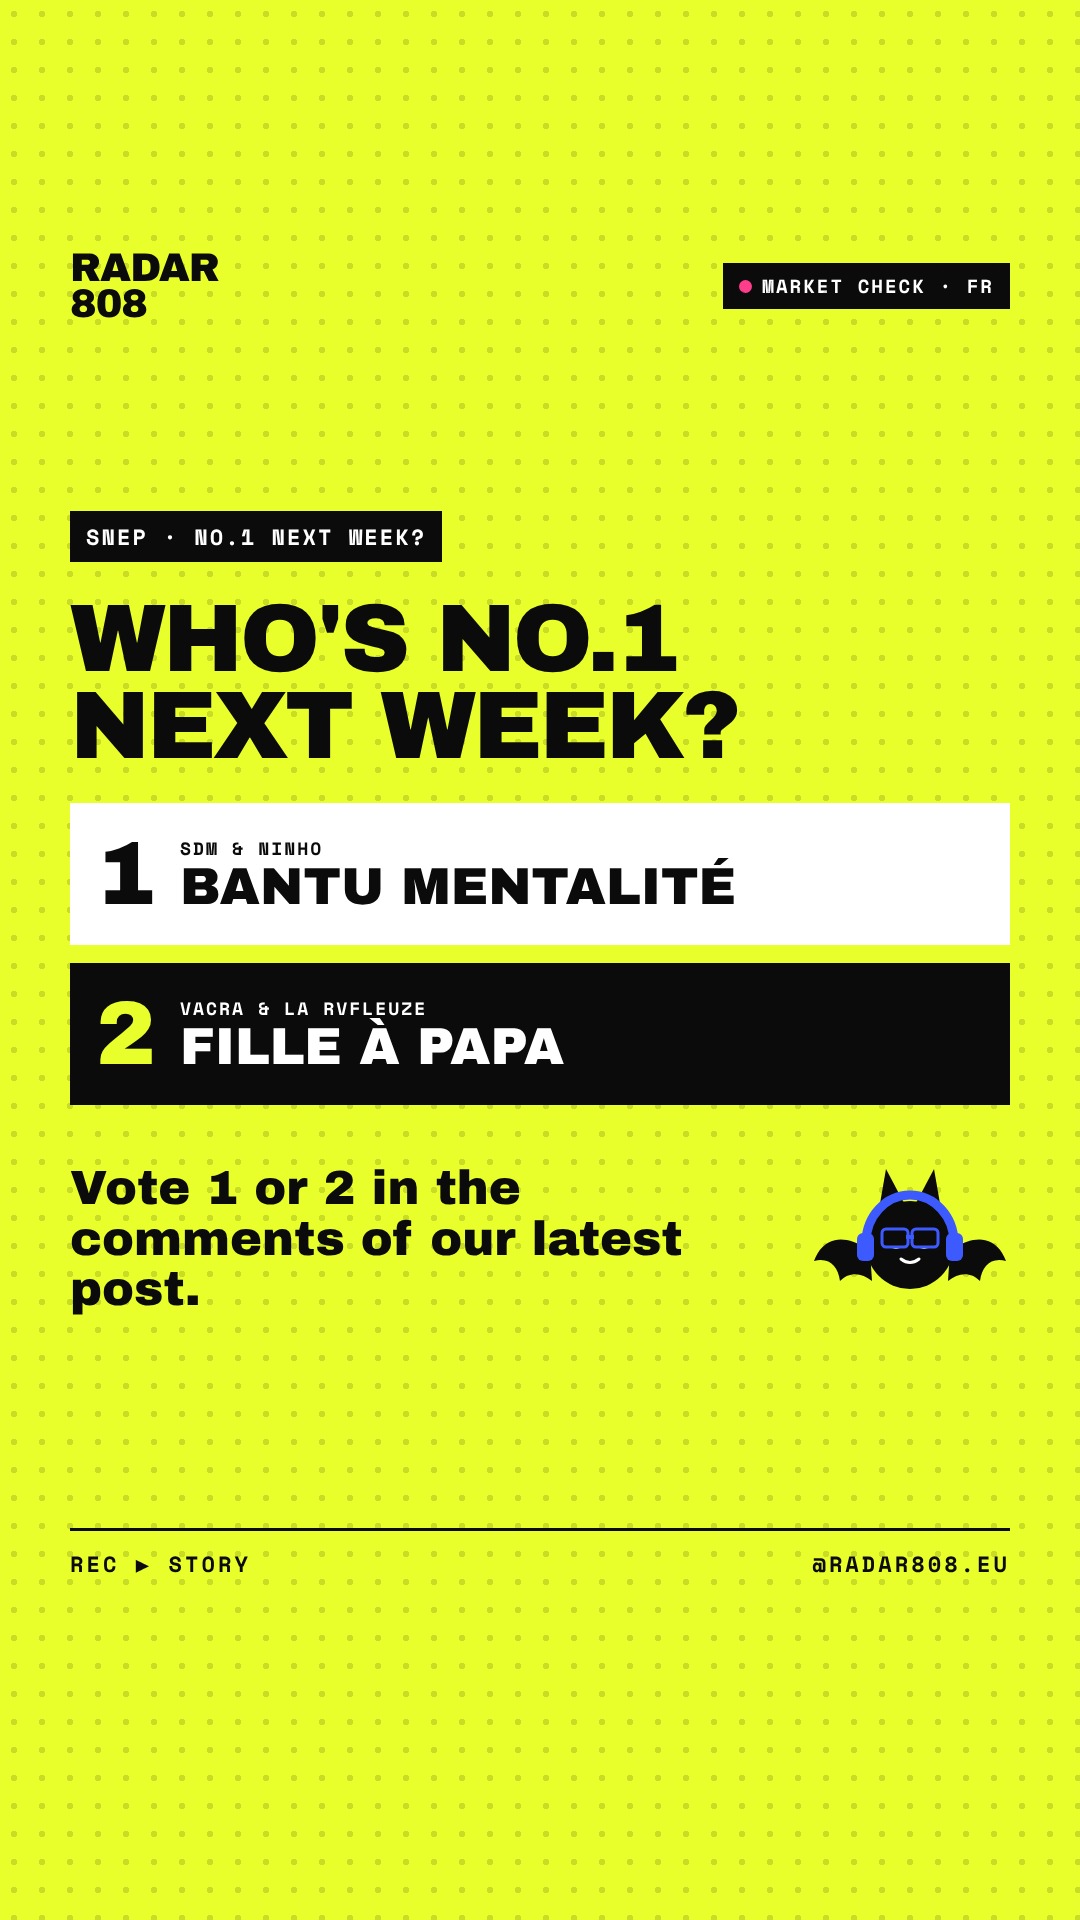 RADAR
808
MARKET CHECK · FR
SNEP · NO.1 NEXT WEEK?
WHO'S NO.1
NEXT WEEK?
1
SDM & NINHO
BANTU MENTALITÉ
2
VACRA & LA RVFLEUZE
FILLE À PAPA
Vote 1 or 2 in the
comments of our latest
post.
REC ▶ STORY
@RADAR808.EU